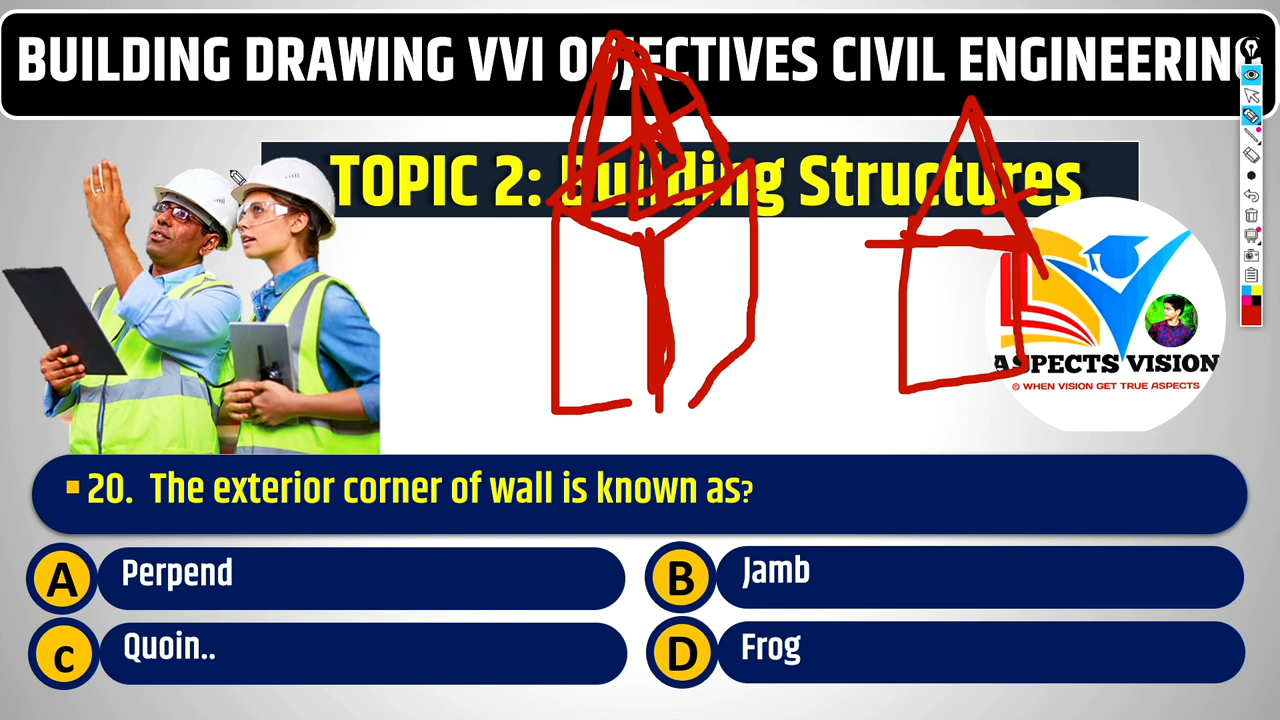 BUILDING DRAWING VVI OBJECTIVES CIVIL ENGINEERING
TOPIC 2: Building Structures
ASPECTS VISION
© WHEN VISION GET TRUE ASPECTS
20. The exterior corner of wall is known as?
A Perpend
B Jamb
c Quoin..
D Frog